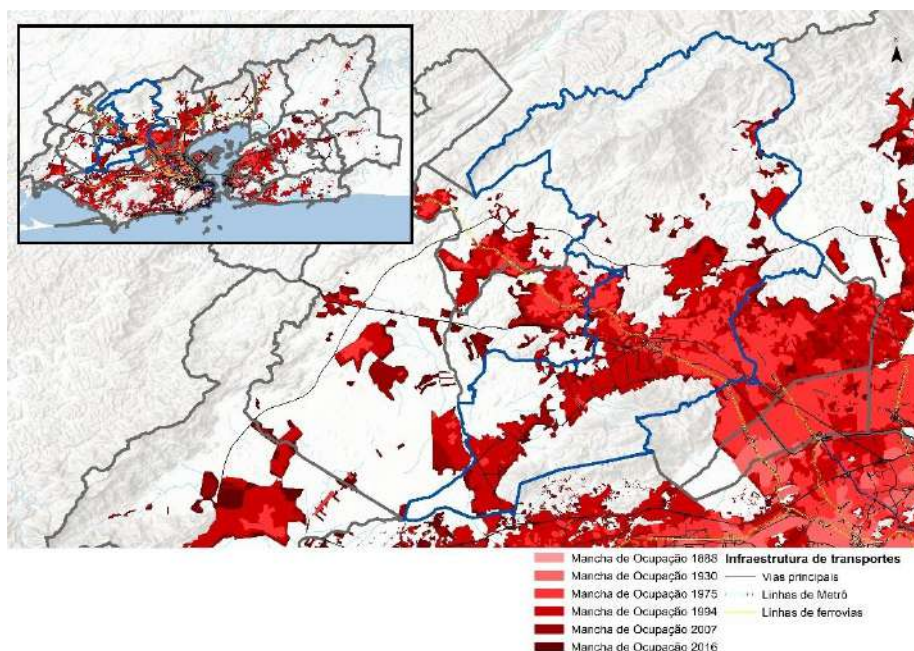 Mancha de Ocupação 1883
Mancha de Ocupação 1930
Mancha de Ocupação 1975
Mancha de Ocupação 1994
Mancha de Ocupação 2007
Mancha de Ocupação 2016
Infraestrutura de transportes
Vias principais
Linhas de Metrô
Linhas de ferrovias